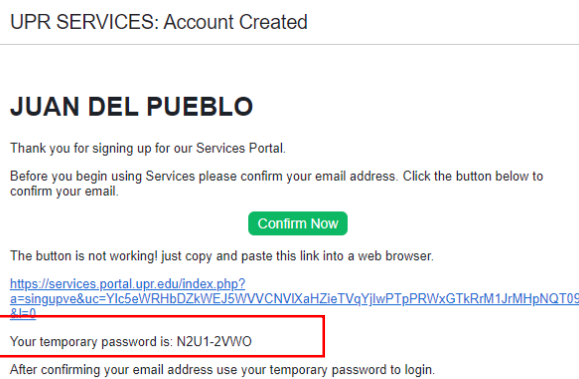 UPR SERVICES: Account Created
JUAN DEL PUEBLO
Thank you for signing up for our Services Portal.
Before you begin using Services please confirm your email address. Click the button below to
confirm your email.
Confirm Now
The button is not working! just copy and paste this link into a web browser.
https://services.portal.upr.edu/index.php?
a=singupve&uc=Ylc5eWRHbDZkWEJ5WVVCNVlXaHZieTVqYjIwPTpPRWxGTkRrM1JrMHpNQT09
&l=0
Your temporary password is: N2U1-2VWO
After confirming your email address use your temporary password to login.